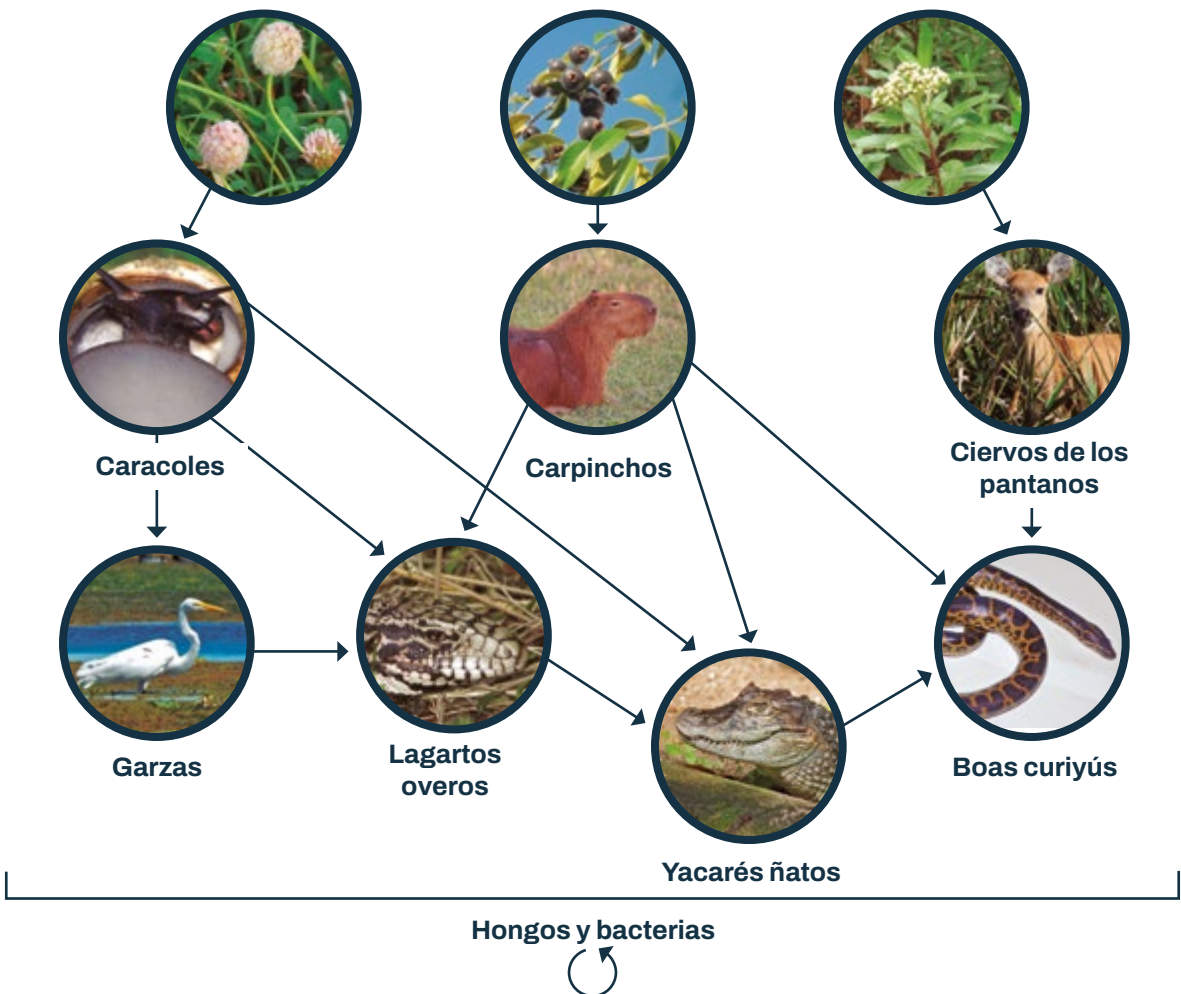 Caracoles
Carpinchos
Ciervos de los
pantanos
Garzas
Lagartos
overos
Yacarés ñatos
Boas curiyús
Hongos y bacterias